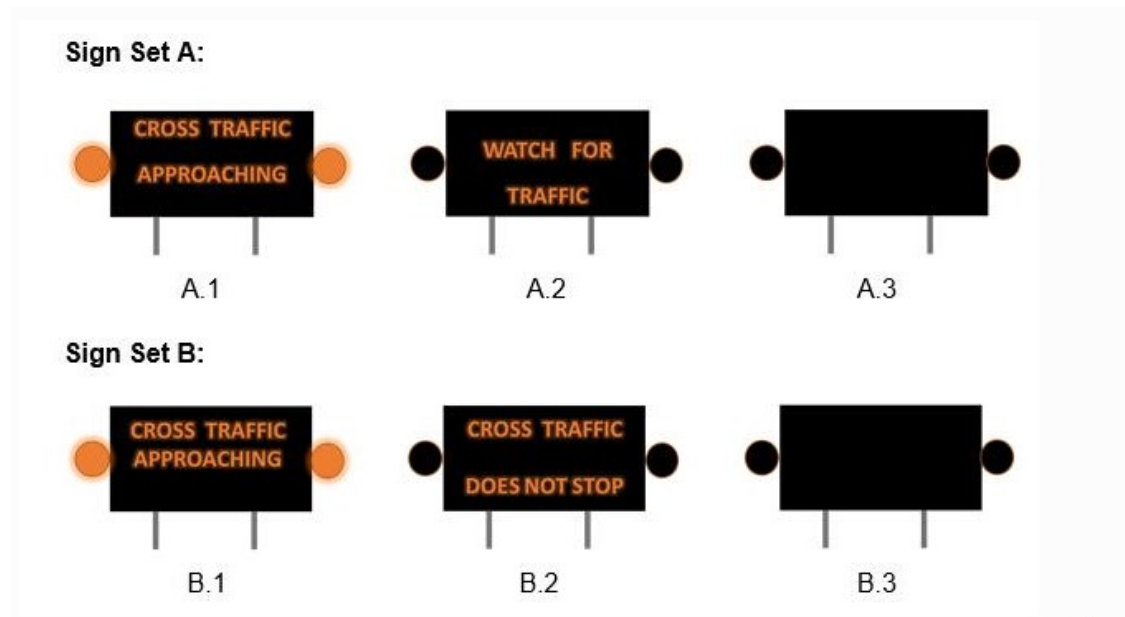 Sign Set A:
CROSS TRAFFIC
APPROACHING
WATCH FOR
TRAFFIC
A.1
A.2
A.3
Sign Set B:
CROSS TRAFFIC
APPROACHING
CROSS TRAFFIC
DOES NOT STOP
B.1
B.2
B.3